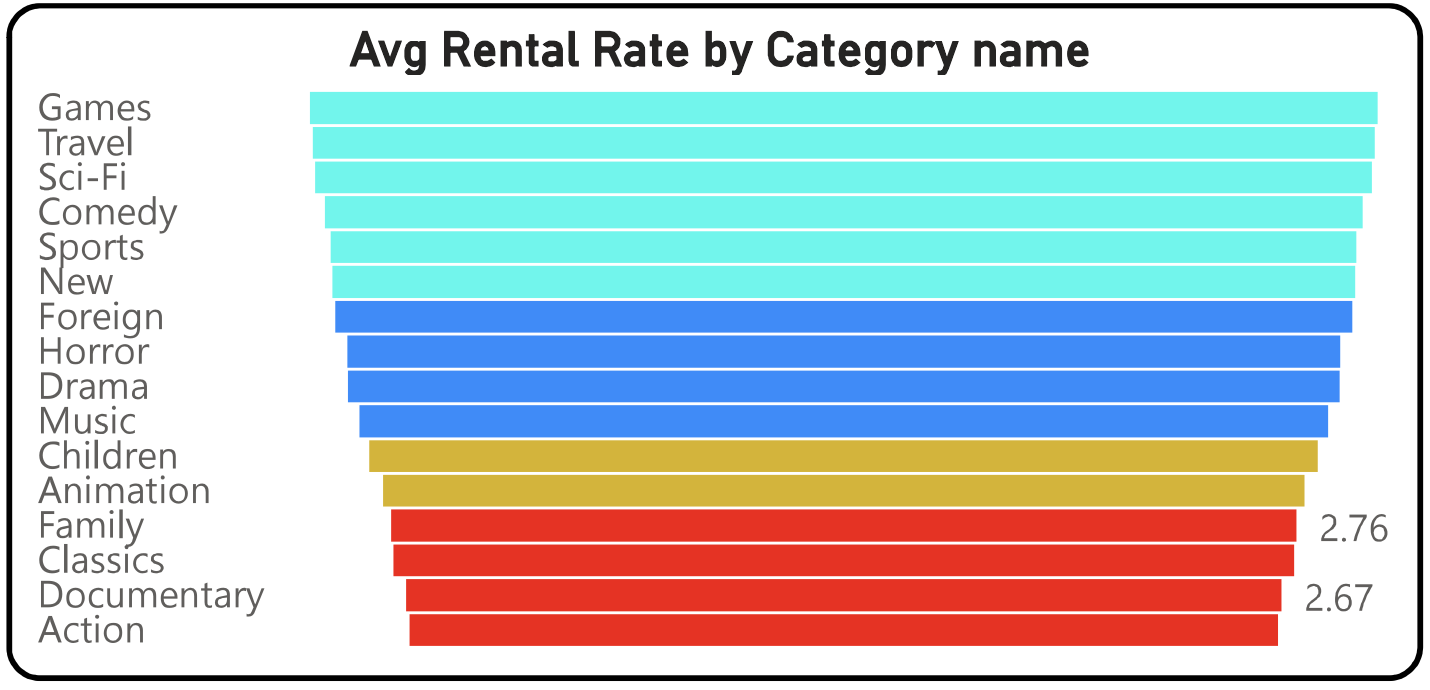 Avg Rental Rate by Category name
Games
Travel
Sci-Fi
Comedy
Sports
New
Foreign
Horror
Drama
Music
Children
Animation
Family 2.76
Classics
Documentary 2.67
Action